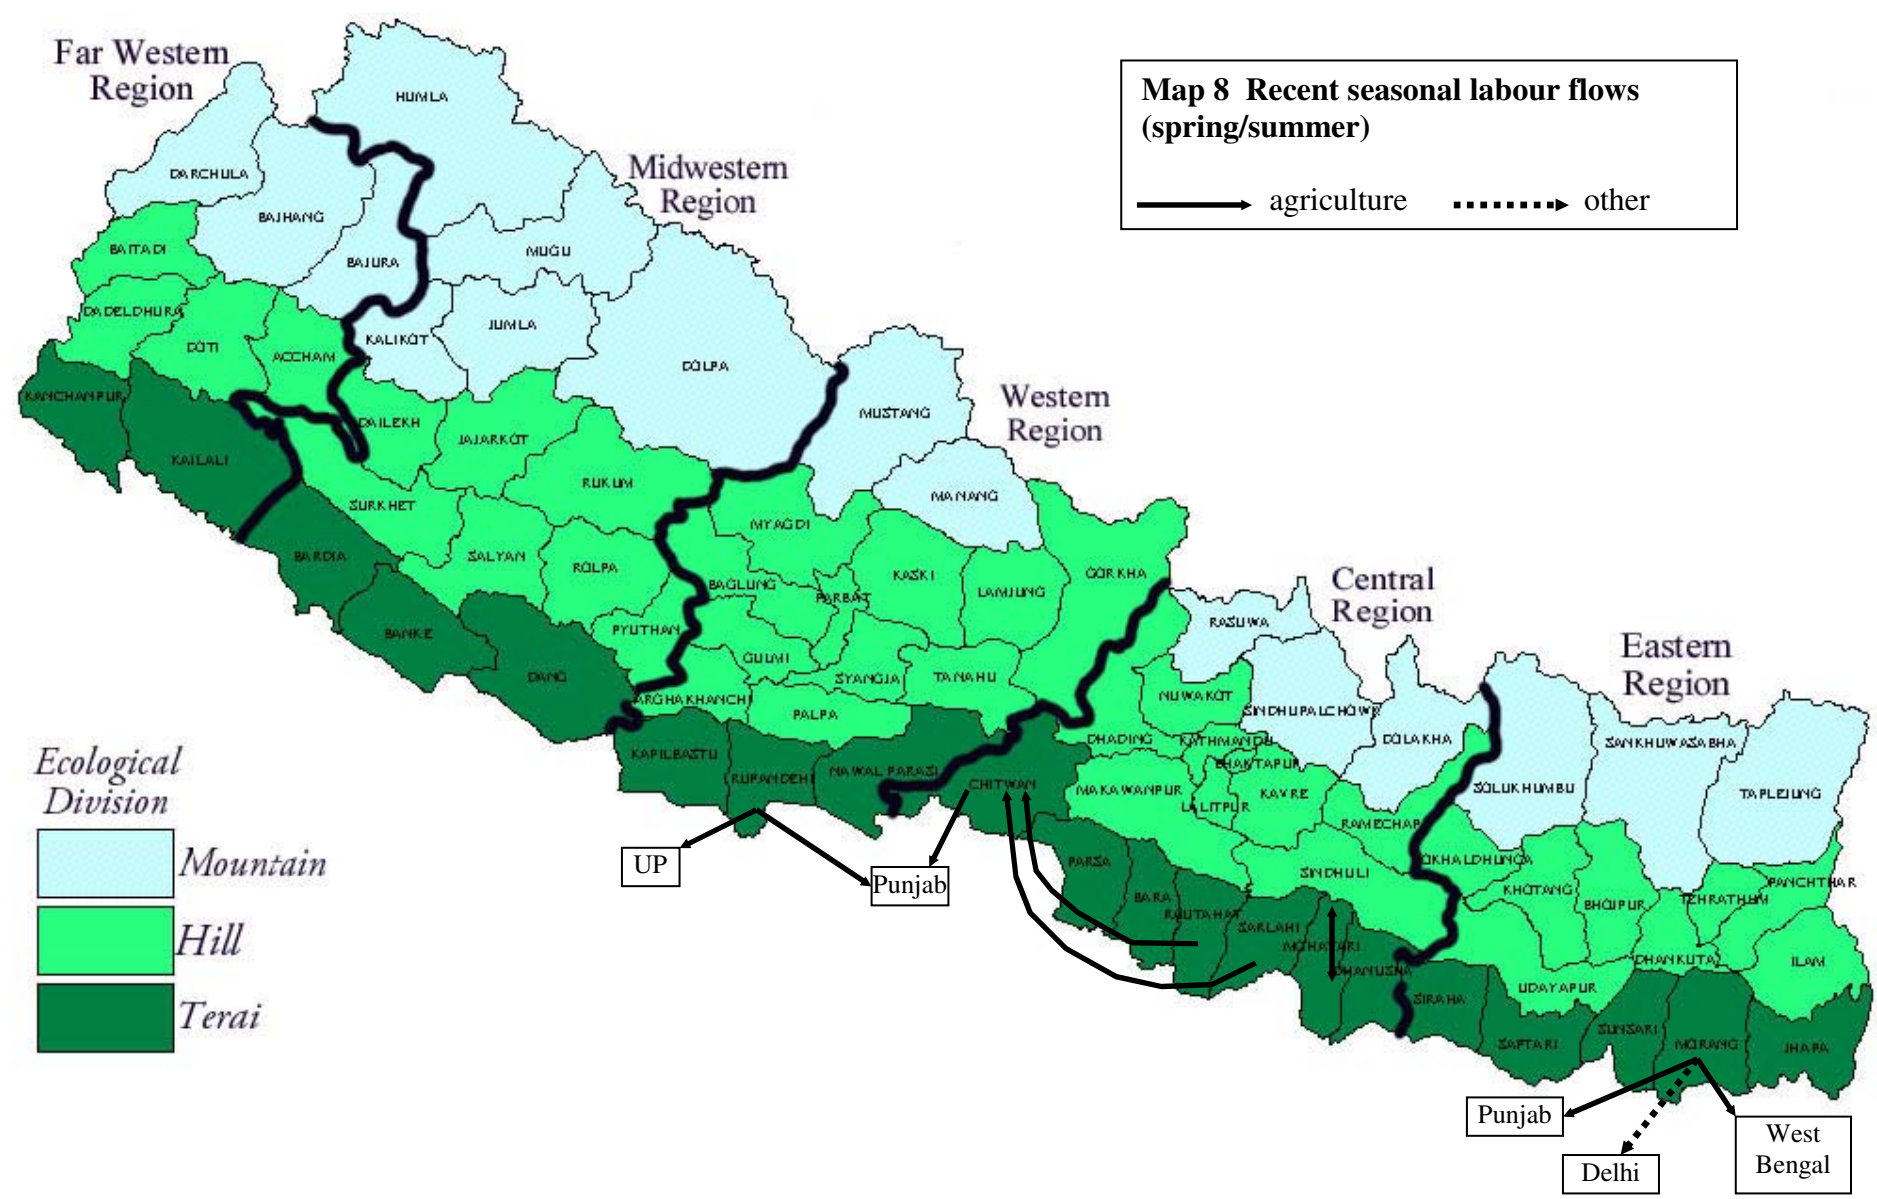 Far Western
Region
HUMLA
Map 8  Recent seasonal labour flows
(spring/summer)
agriculture
other
Midwestern
Region
DARCHULA
BAJHANG
BAITADI
BAJURA
MUGU
DADELDHURA
DOTI
ACCHAM
KALIKOT
JUMLA
DOLPA
KANCHANPUR
KAILALI
DAILEKH
JAJARKOT
MUSTANG
Western
Region
SURKHET
RUKUM
MANANG
MYAGDI
BARDIA
SALYAN
ROLPA
BAGLUNG
PARBAT
KASKI
LAMJUNG
GORKHA
Central
Region
RASUWA
BANKE
PYUTHAN
GULMI
SYANGJA
TANAHU
DANG
ARGHAKHANCHI
PALPA
NUWAKOT
SINDHUPALCHOWK
Eastern
Region
DHADING
KATHMANDU
BHAKTAPUR
DOLAKHA
SANKHUWASABHA
KAPILBASTU
RUPANDEHI
NAWAL PARASI
CHITWAN
MAKAWANPUR
LALITPUR
KAVRE
SOLUKHUMBU
TAPLEJUNG
RAMECHAP
Ecological
Division
Mountain
Hill
Terai
UP
Punjab
PARSA
BARA
RAUTAHAT
SARLAHI
MOHATARI
DHANUSHA
SINDHULI
OKHALDHUNGA
KHOTANG
BHOJPUR
TEHRATHUM
PANCHTHAR
DHANKUTA
ILAM
UDAYAPUR
SIRAHA
SAPTARI
SUNSARI
MORANG
JHAPA
Punjab
Delhi
West
Bengal